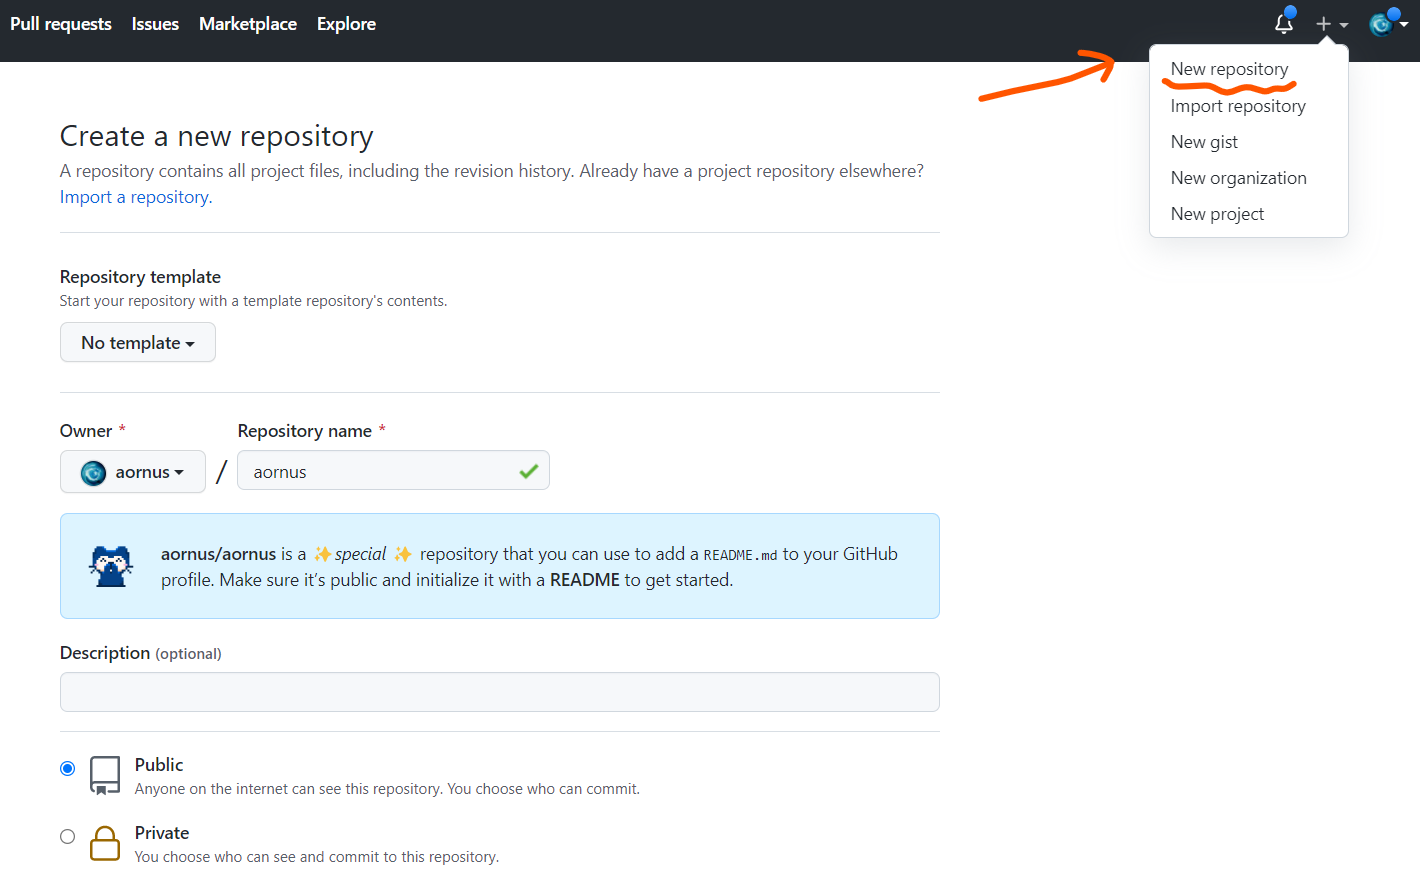 Pull requests Issues Marketplace Explore
New repository
Import repository
New gist
New organization
New project
Create a new repository
A repository contains all project files, including the revision history. Already have a project repository elsewhere?
Import a repository.
Repository template
Start your repository with a template repository's contents.
No template
Owner * Repository name *
aornus / aornus
aornus/aornus is a ✨ special ✨ repository that you can use to add a README.md to your GitHub
profile. Make sure it’s public and initialize it with a README to get started.
Description (optional)
Public
Anyone on the internet can see this repository. You choose who can commit.
Private
You choose who can see and commit to this repository.